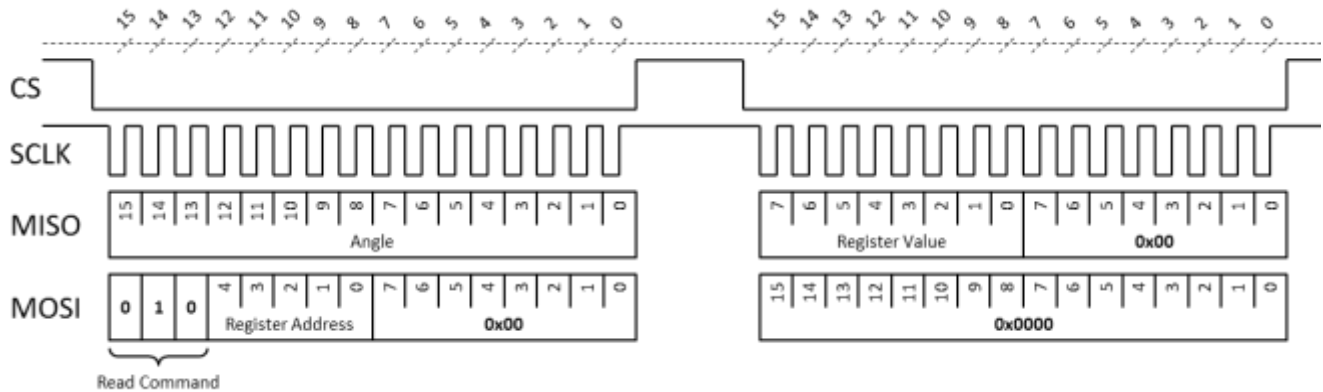 15 14 13 12 11 10 9 8 7 6 5 4 3 2 1 0 15 14 13 12 11 10 9 8 7 6 5 4 3 2 1 0
CS
SCLK
MISO 15 14 13 12 11 10 9 8 7 6 5 4 3 2 1 0 7 6 5 4 3 2 1 0 7 6 5 4 3 2 1 0
Angle Register Value 0x00
MOSI 0 1 0 4 3 2 1 0 7 6 5 4 3 2 1 0 15 14 13 12 11 10 9 8 7 6 5 4 3 2 1 0
Register Address 0x00 0x0000
Read Command